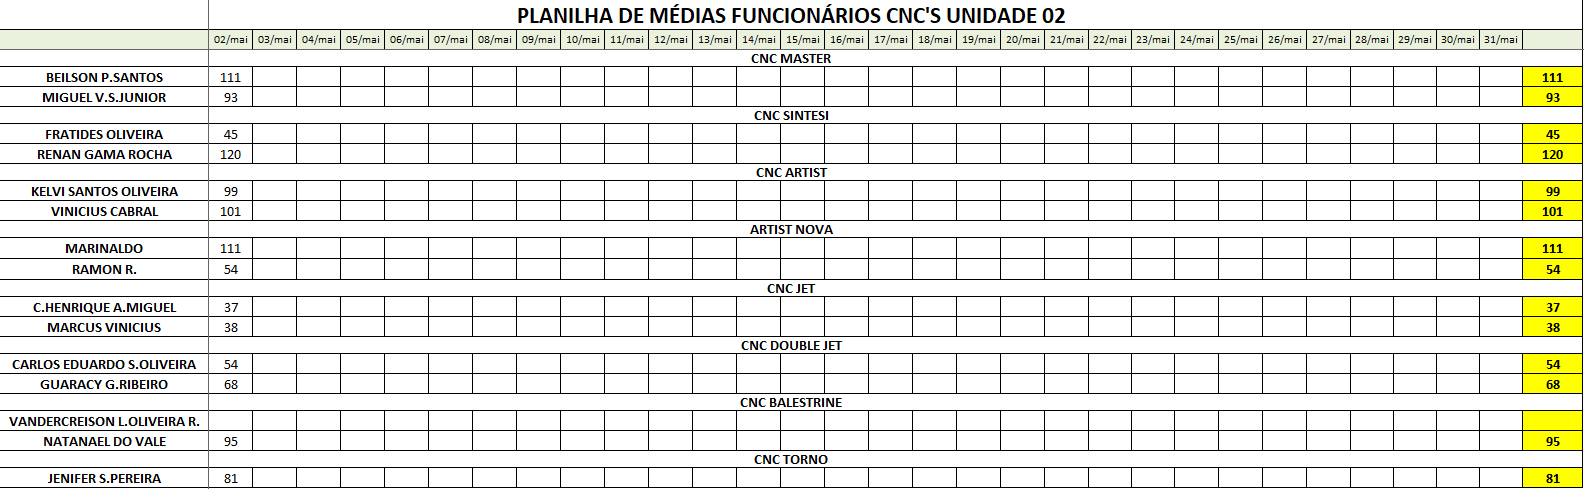 PLANILHA DE MÉDIAS FUNCIONÁRIOS CNC'S UNIDADE 02
02/mai 03/mai 04/mai 05/mai 06/mai 07/mai 08/mai 09/mai 10/mai 11/mai 12/mai 13/mai 14/mai 15/mai 16/mai 17/mai 18/mai 19/mai 20/mai 21/mai 22/mai 23/mai 24/mai 25/mai 26/mai 27/mai 28/mai 29/mai 30/mai 31/mai
CNC MASTER
BEILSON P.SANTOS 111 111
MIGUEL V.S.JUNIOR 93 93
CNC SINTESI
FRATIDES OLIVEIRA 45 45
RENAN GAMA ROCHA 120 120
CNC ARTIST
KELVI SANTOS OLIVEIRA 99 99
VINICIUS CABRAL 101 101
ARTIST NOVA
MARINALDO 111 111
RAMON R. 54 54
CNC JET
C.HENRIQUE A.MIGUEL 37 37
MARCUS VINICIUS 38 38
CNC DOUBLE JET
CARLOS EDUARDO S.OLIVEIRA 54 54
GUARACY G.RIBEIRO 68 68
CNC BALESTRINE
VANDERCREISON L.OLIVEIRA R.
NATANAEL DO VALE 95 95
CNC TORNO
JENIFER S.PEREIRA 81 81